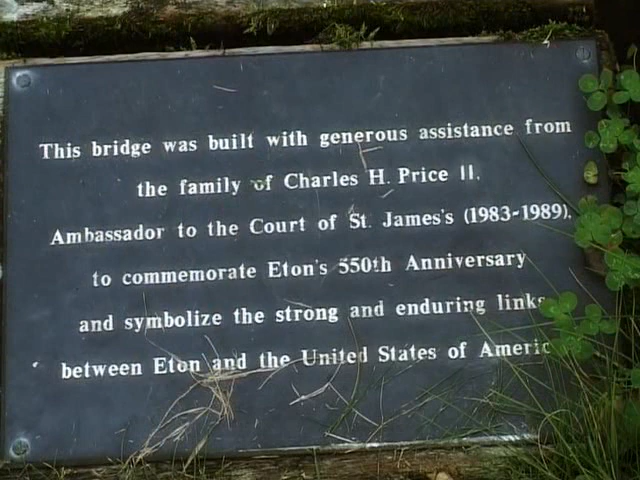 This bridge was built with generous assistance from
the family of Charles H. Price II,
Ambassador to the Court of St. James's (1983-1989),
to commemorate Eton's 550th Anniversary
and symbolize the strong and enduring links
between Eton and the United States of Americ